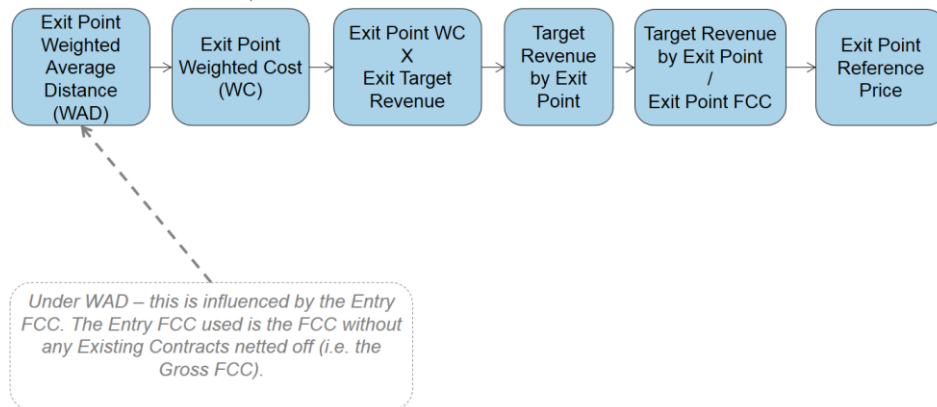 Exit Point
Weighted
Average
Distance
(WAD)
Exit Point
Weighted Cost
(WC)
Exit Point WC
X
Exit Target
Revenue
Target
Revenue
by Exit
Point
Target Revenue
by Exit Point
/
Exit Point FCC
Exit Point
Reference
Price
Under WAD – this is influenced by the Entry
FCC. The Entry FCC used is the FCC without
any Existing Contracts netted off (i.e. the
Gross FCC).